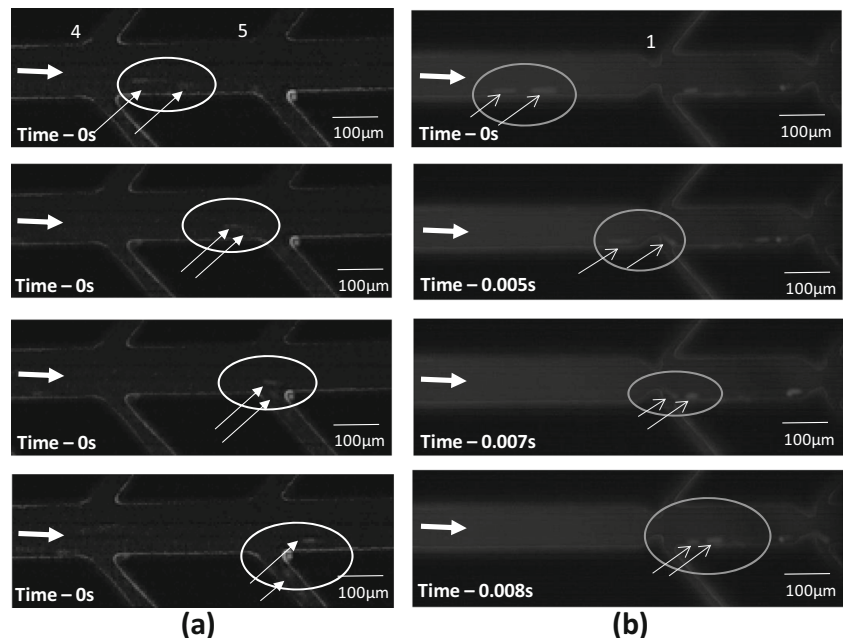 4 5
Time – 0s 100µm
Time – 0s 100µm
Time – 0s 100µm
Time – 0s 100µm
(a)
1
Time – 0s 100µm
Time – 0.005s 100µm
Time – 0.007s 100µm
Time – 0.008s 100µm
(b)